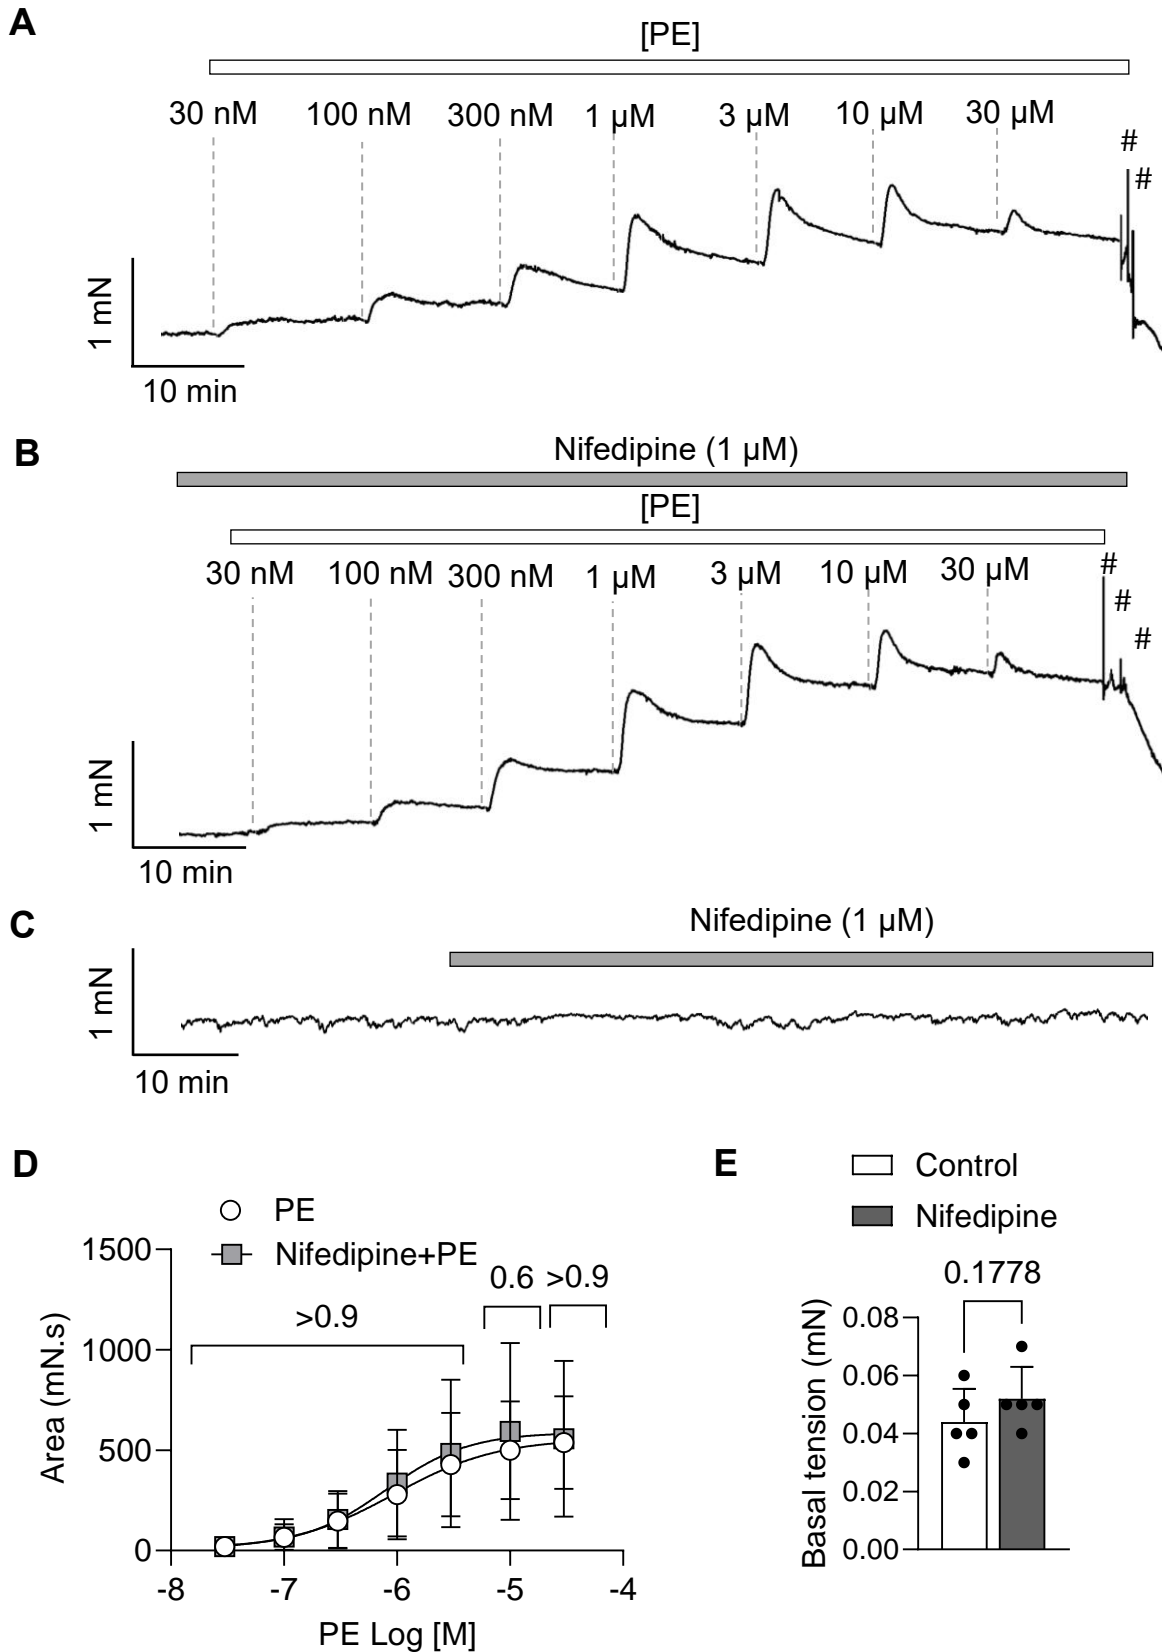 A
[PE]
30 nM 100 nM 300 nM 1 µM 3 µM 10 µM 30 µM
#
#
1 mN
10 min
B
Nifedipine (1 µM)
[PE]
30 nM 100 nM 300 nM 1 µM 3 µM 10 µM 30 µM
#
#
#
1 mN
10 min
C
Nifedipine (1 µM)
1 mN
10 min
D
PE
Nifedipine+PE
1500
1000
500
0
Area (mN.s)
>0.9
0.6 >0.9
-8 -7 -6 -5 -4
PE Log [M]
E
Control
Nifedipine
0.1778
0.08
0.06
0.04
0.02
0.00
Basal tension (mN)